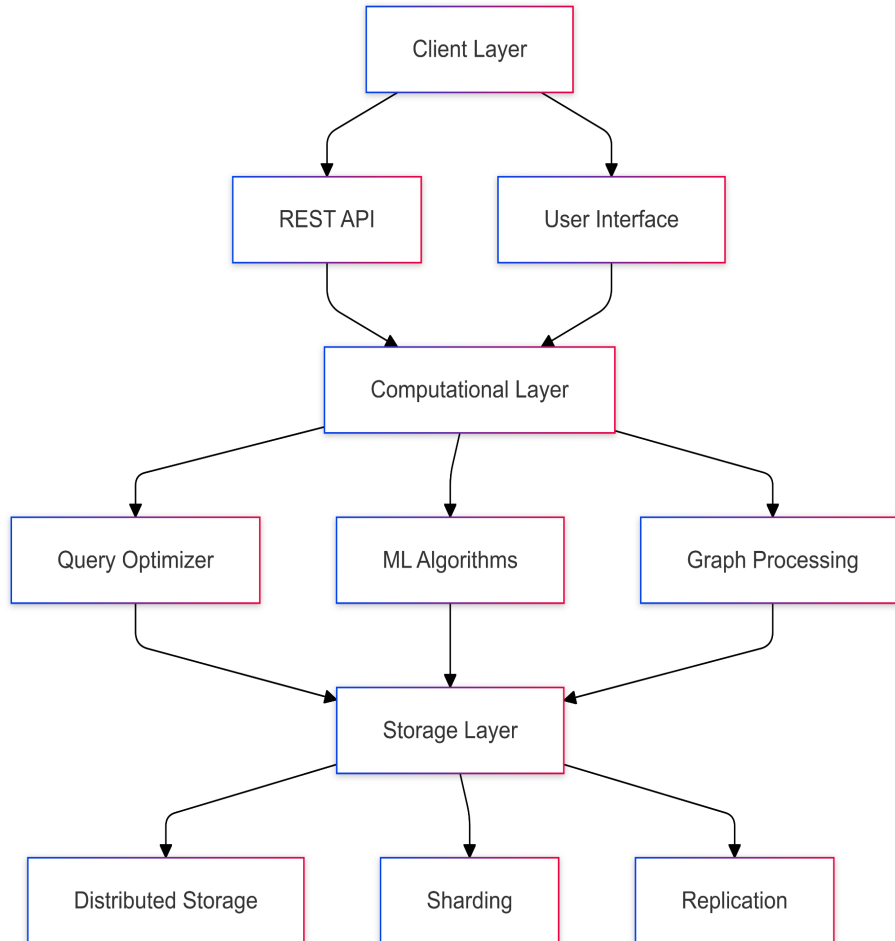 Client Layer
REST API
User Interface
Computational Layer
Query Optimizer
ML Algorithms
Graph Processing
Storage Layer
Distributed Storage
Sharding
Replication